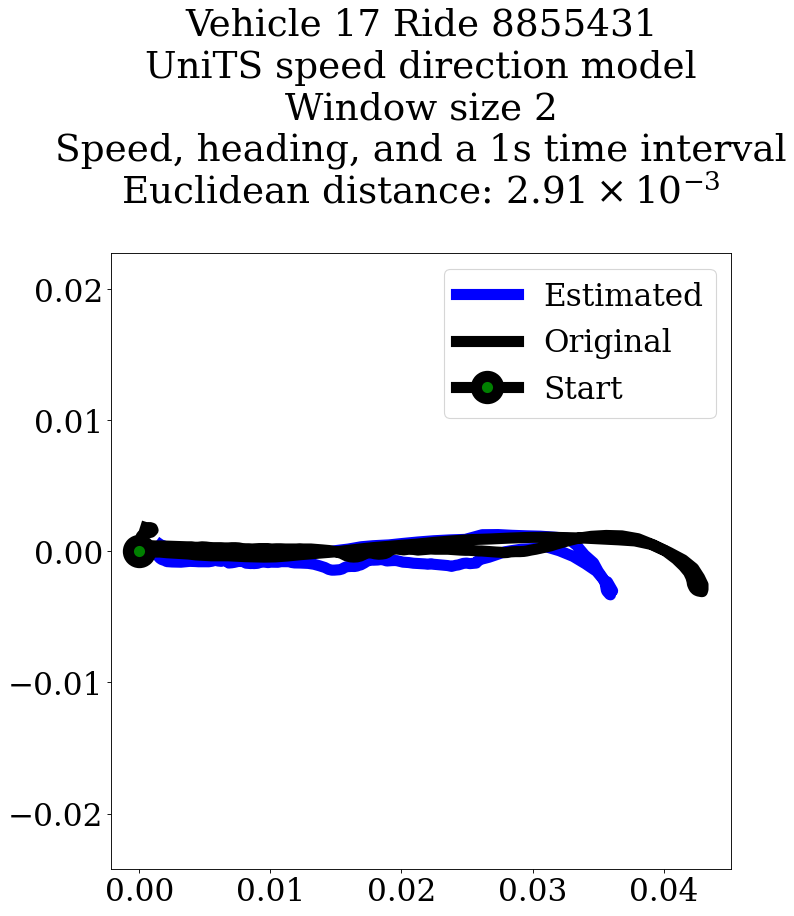 Vehicle 17 Ride 8855431
UniTS speed direction model
Window size 2
Speed, heading, and a 1s time interval
Euclidean distance: 2.91 × 10⁻³
Estimated
Original
Start
0.02
0.01
0.00
−0.01
−0.02
0.00 0.01 0.02 0.03 0.04